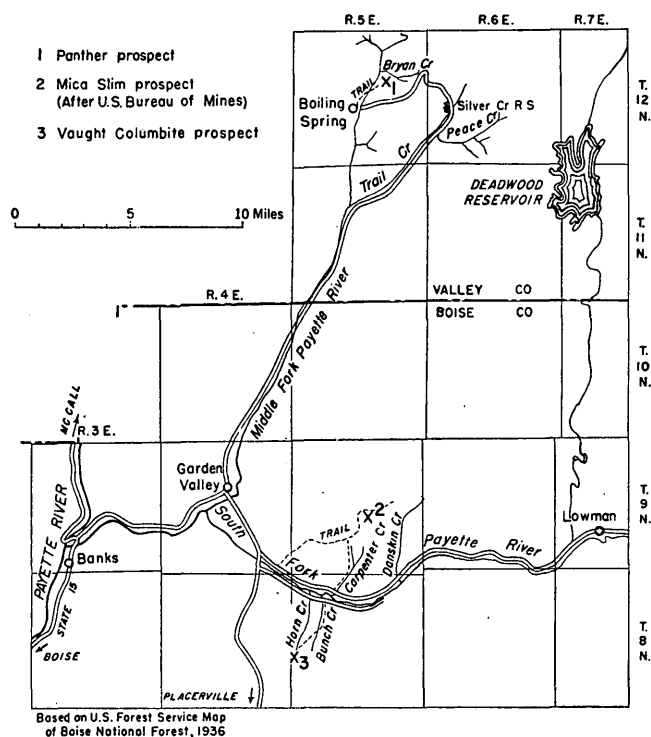 R.5 E. R.6 E. R.7 E.
1 Panther prospect
2 Mica Slim prospect
(After U.S. Bureau of Mines)
3 Vaught Columbite prospect
0 5 10 Miles
Bryan Cr
TRAIL
X1
Boiling
Spring
Silver Cr R S
Peace Cr
Trail Cr
T.
12
N.
DEADWOOD
RESERVOIR
T.
11
N.
R.4 E.
VALLEY CO
BOISE CO
Middle Fork Payette River
T.
10
N.
MC CALL
R.3 E.
Garden
Valley
PAYETTE RIVER
Banks
STATE 15
BOISE
South Fork Payette River
TRAIL
X2
Carpenter Cr
Danskin Cr
Lowman
T.
9
N.
Horn Cr
Bunch Cr
X3
T.
8
N.
PLACERVILLE
Based on U.S. Forest Service Map
of Boise National Forest, 1936